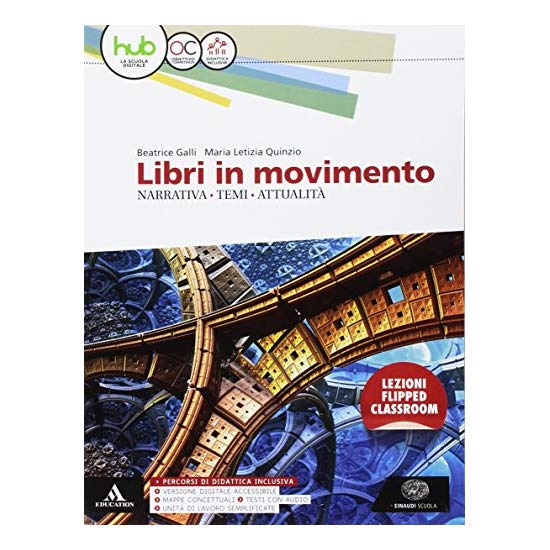 hub
LA SCUOLA
DIGITALE
OC
OBIETTIVO
COMPETENZE
DIDATTICA
INCLUSIVA
Beatrice Galli Maria Letizia Quinzio
Libri in movimento
NARRATIVA • TEMI • ATTUALITÀ
LEZIONI
FLIPPED
CLASSROOM
> PERCORSI DI DIDATTICA INCLUSIVA
> VERSIONE DIGITALE ACCESSIBILE
> MAPPE CONCETTUALI > TESTI CON AUDIO
> UNITÀ DI LAVORO SEMPLIFICATE
A
EDUCATION
> EINAUDI SCUOLA